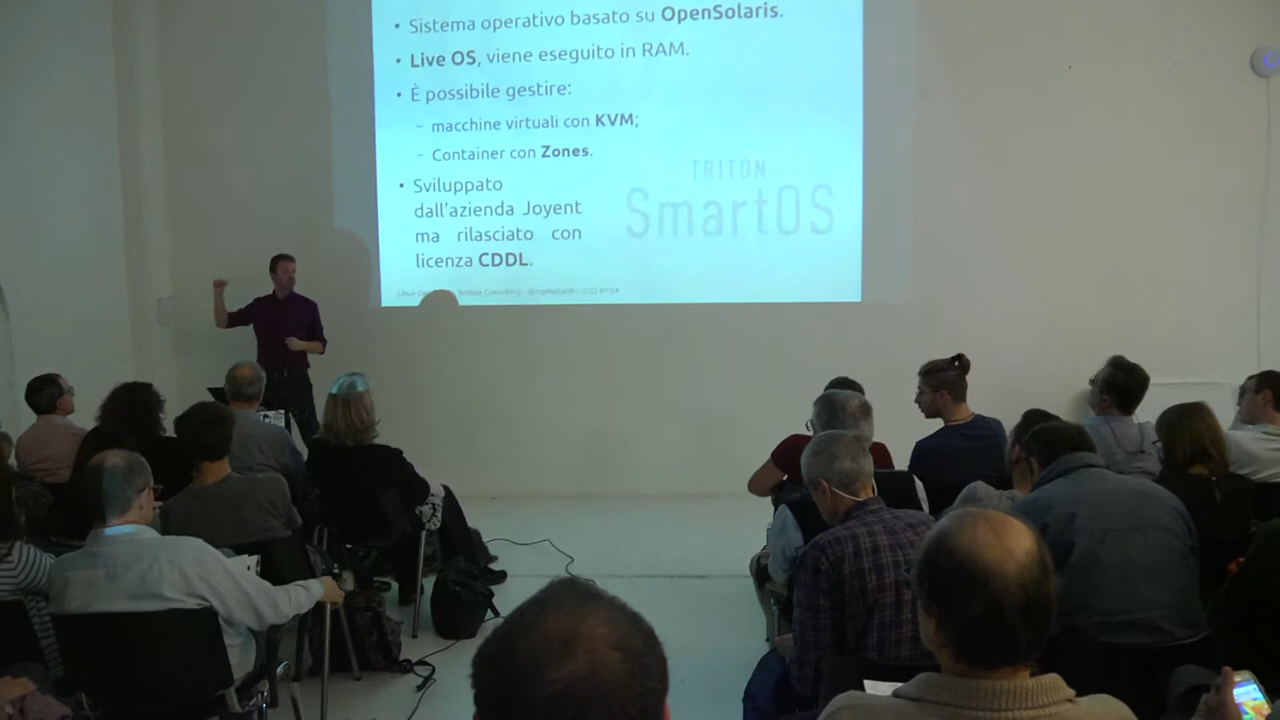 • Sistema operativo basato su OpenSolaris.
• Live OS, viene eseguito in RAM.
• È possibile gestire:
– macchine virtuali con KVM;
– Container con Zones.
• Sviluppato
dall'azienda Joyent
ma rilasciato con
licenza CDDL.
TRITON
SmartOS